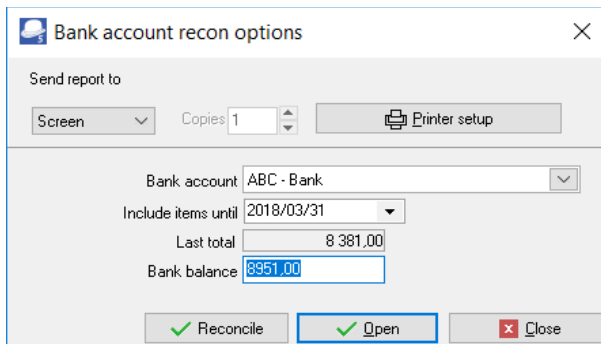 Bank account recon options
Send report to
Screen Copies 1 Printer setup
Bank account ABC - Bank
Include items until 2018/03/31
Last total 8 381,00
Bank balance 8951,00
Reconcile Open Close